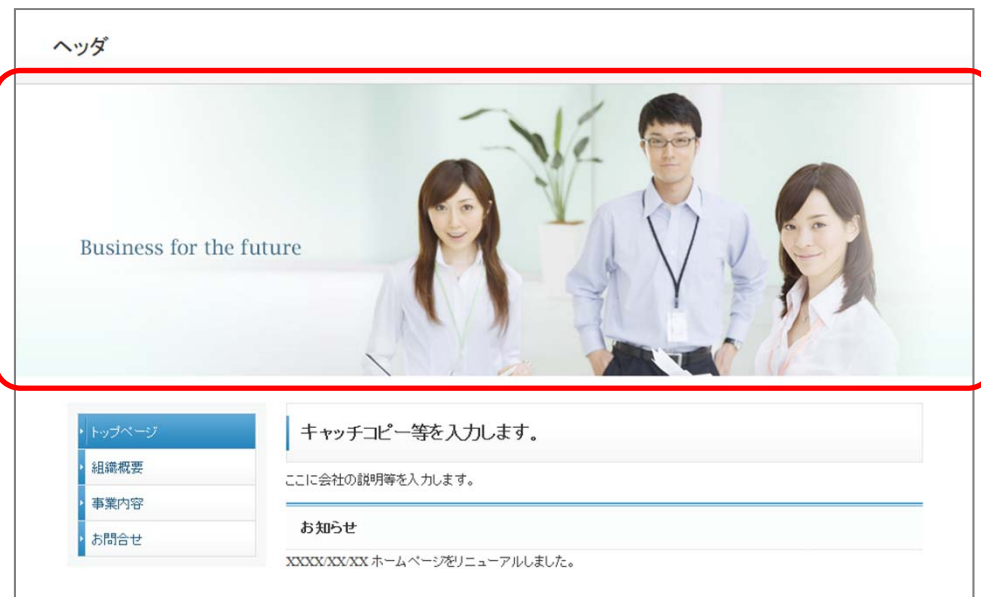 ヘッダ
Business for the future
トップページ
組織概要
事業内容
お問合せ
キャッチコピー等を入力します。
ここに会社の説明等を入力します。
お知らせ
XXXX/XX/XX ホームページをリニューアルしました。